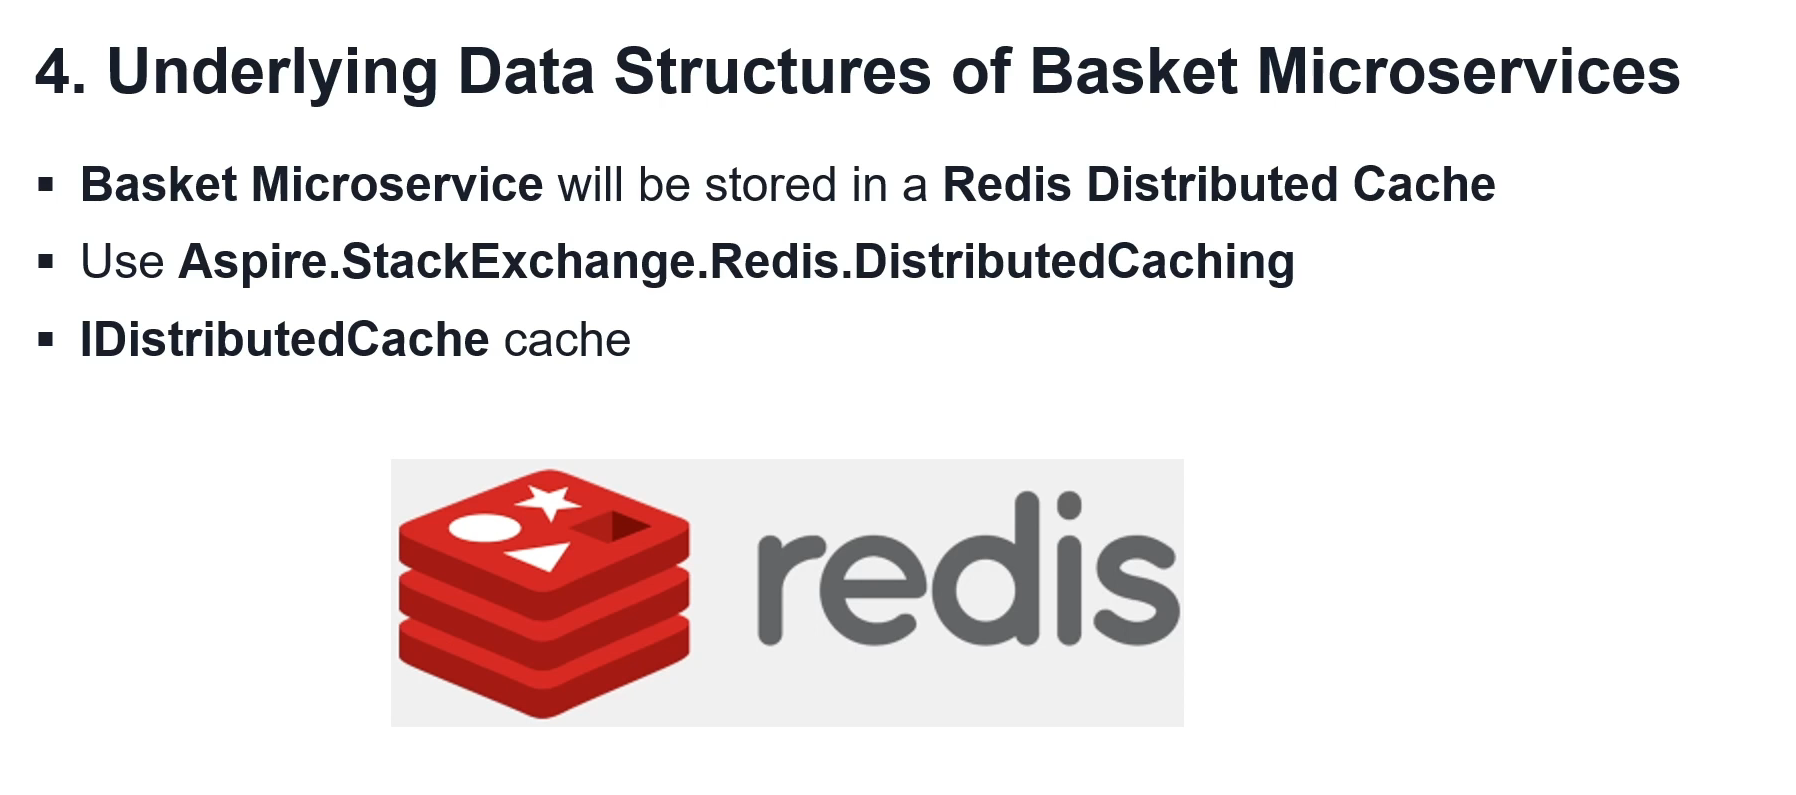 4. Underlying Data Structures of Basket Microservices
▪ Basket Microservice will be stored in a Redis Distributed Cache
▪ Use Aspire.StackExchange.Redis.DistributedCaching
▪ IDistributedCache cache
redis